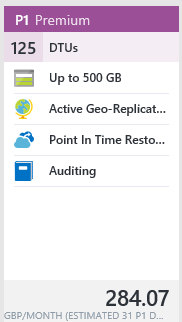 P1 Premium
125 DTUs
Up to 500 GB
Active Geo-Replicat...
Point In Time Resto...
Auditing
284.07
GBP/MONTH (ESTIMATED 31 P1 D...